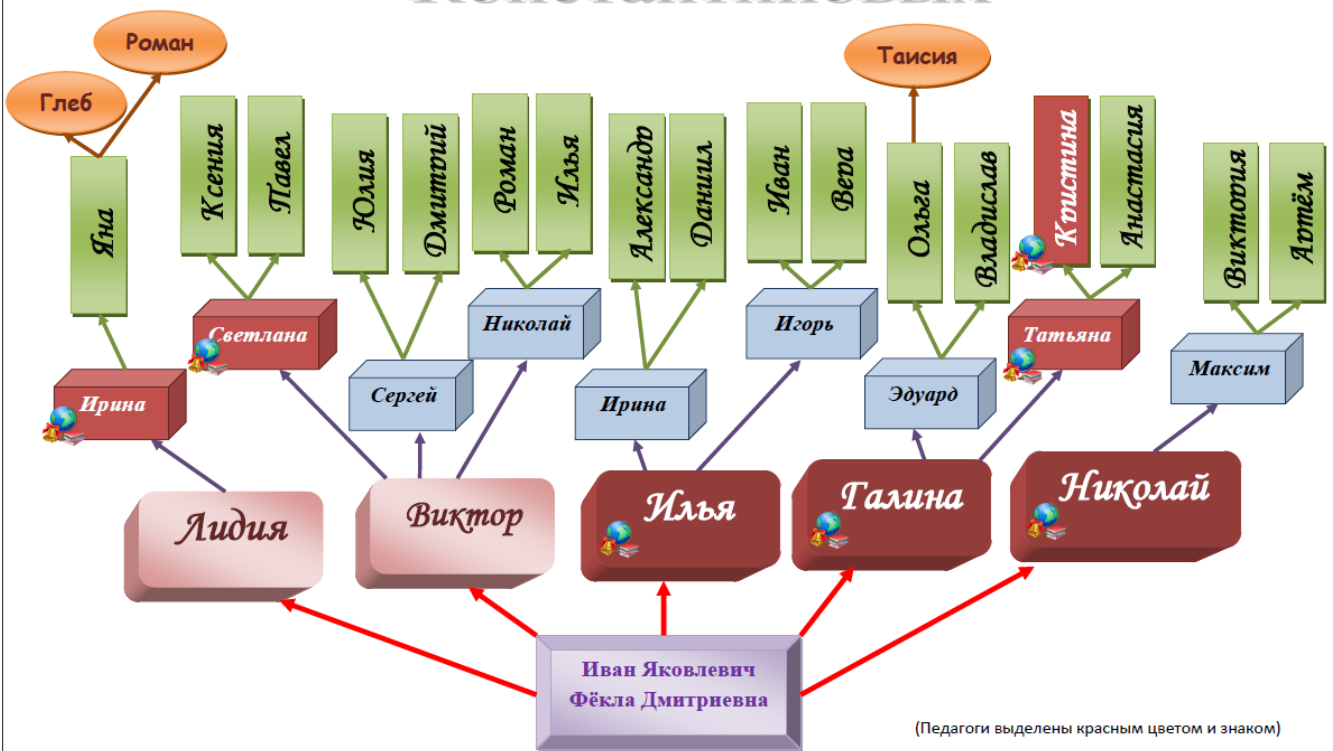 Константиновых
Роман
Глеб
Таисия
Яна
Ксения
Павел
Юлия
Дмитрий
Роман
Илья
Александр
Даниил
Иван
Вера
Ольга
Владислав
Кристина
Анастасия
Виктория
Артём
Ирина
Светлана
Сергей
Николай
Ирина
Игорь
Эдуард
Татьяна
Максим
Лидия
Виктор
Илья
Галина
Николай
Иван Яковлевич
Фёкла Дмитриевна
(Педагоги выделены красным цветом и знаком)